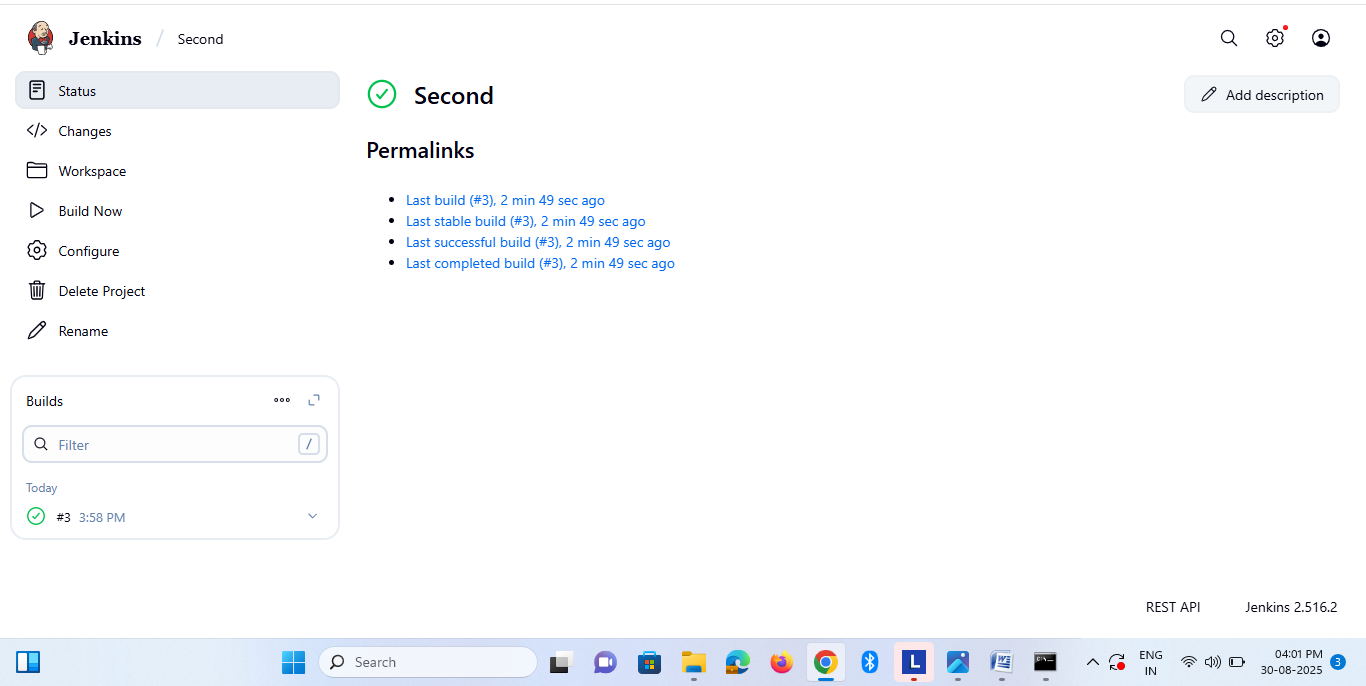 Jenkins / Second
Status
Changes
Workspace
Build Now
Configure
Delete Project
Rename
Builds
Filter /
Today
#3 3:58 PM
Second
Add description
Permalinks
Last build (#3), 2 min 49 sec ago
Last stable build (#3), 2 min 49 sec ago
Last successful build (#3), 2 min 49 sec ago
Last completed build (#3), 2 min 49 sec ago
REST API
Jenkins 2.516.2
Search
L
ENG
IN
04:01 PM
30-08-2025
3